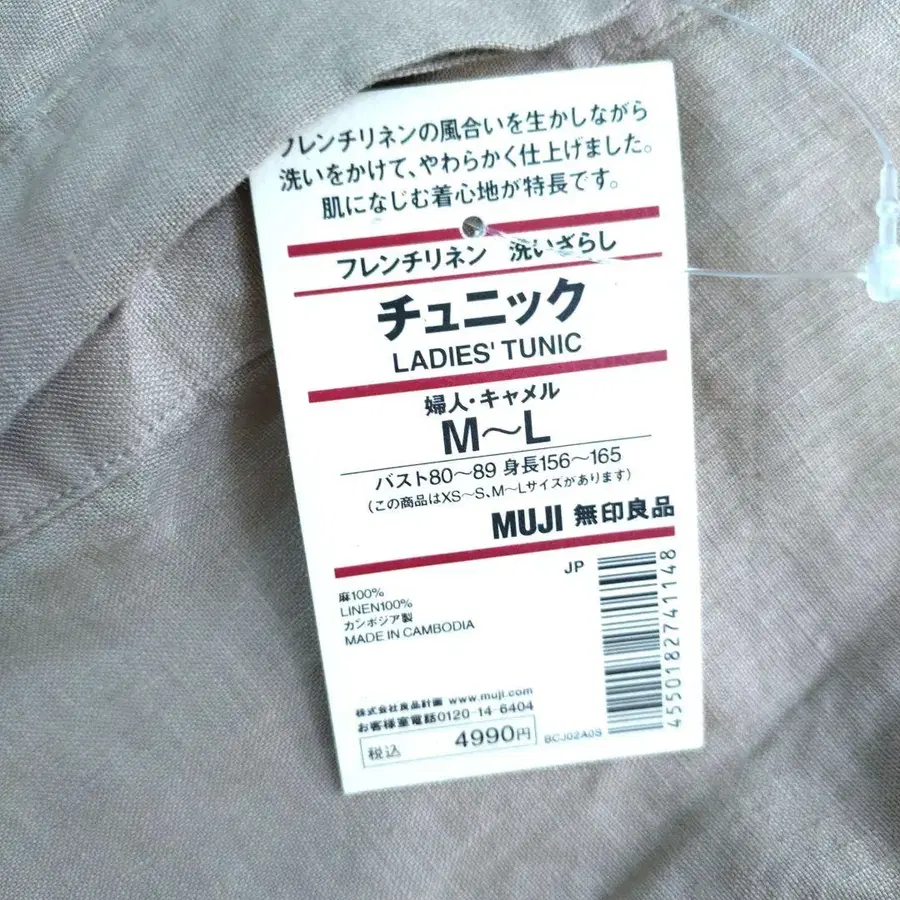 フレンチリネンの風合いを生かしながら
洗いをかけて、やわらかく仕上げました。
肌になじむ着心地が特長です。
フレンチリネン 洗いざらし
チュニック
LADIES' TUNIC
婦人・キャメル
M〜L
バスト80〜89 身長156〜165
(この商品はXS〜S、M〜Lサイズがあります)
MUJI 無印良品
JP
麻100%
LINEN100%
カンボジア製
MADE IN CAMBODIA
株式会社良品計画 www.muji.com
お客様室電話0120-14-6404
税込 4990円
BCJ02A0S
4550182741148